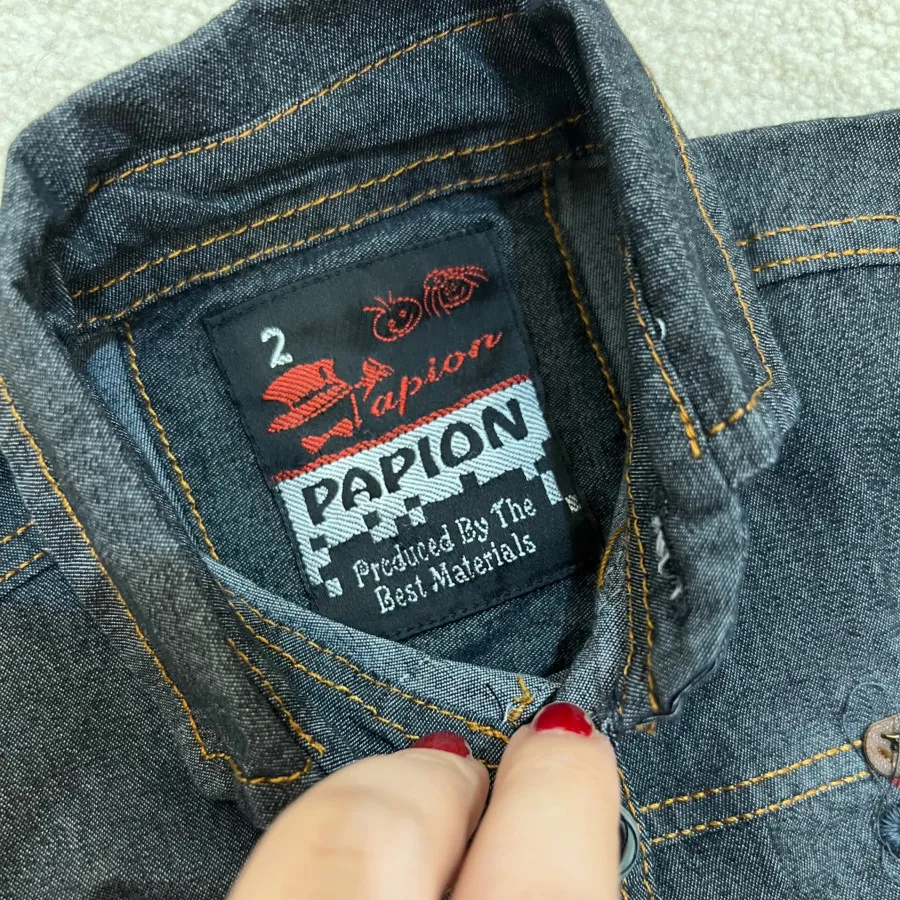 2
Papion
PAPION
Produced By The
Best Materials